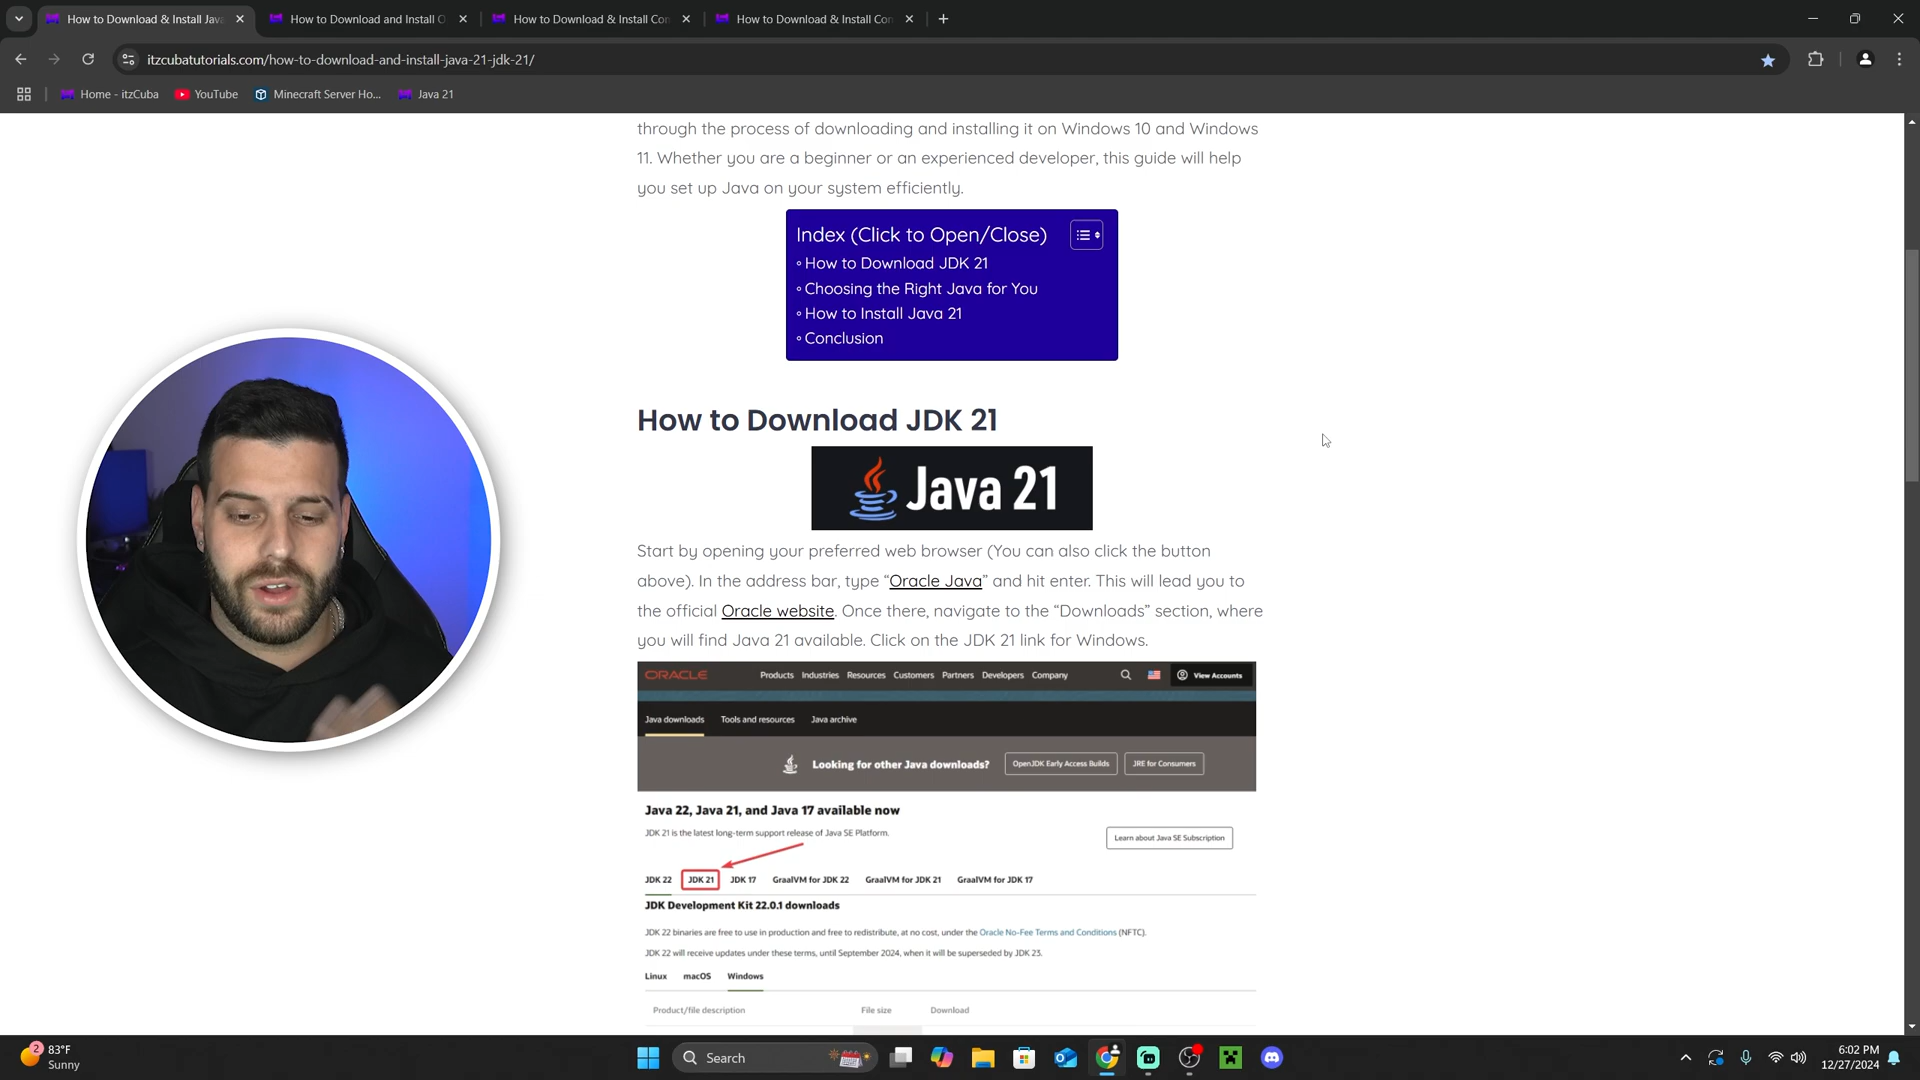 How to Download & Install Java
How to Download and Install O
How to Download & Install Con
How to Download & Install Con
itzcubatutorials.com/how-to-download-and-install-java-21-jdk-21/
Home - itzCuba
YouTube
Minecraft Server Ho...
Java 21
through the process of downloading and installing it on Windows 10 and Windows
11. Whether you are a beginner or an experienced developer, this guide will help
you set up Java on your system efficiently.
Index (Click to Open/Close)
How to Download JDK 21
Choosing the Right Java for You
How to Install Java 21
Conclusion
How to Download JDK 21
Java 21
Start by opening your preferred web browser (You can also click the button
above). In the address bar, type “Oracle Java” and hit enter. This will lead you to
the official Oracle website. Once there, navigate to the “Downloads” section, where
you will find Java 21 available. Click on the JDK 21 link for Windows.
ORACLE
Products Industries Resources Customers Partners Developers Company
View Accounts
Java downloads Tools and resources Java archive
Looking for other Java downloads? OpenJDK Early Access Builds JRE for Consumers
Java 22, Java 21, and Java 17 available now
JDK 21 is the latest long-term support release of Java SE Platform.
Learn about Java SE Subscription
JDK 22 JDK 21 JDK 17 GraalVM for JDK 22 GraalVM for JDK 21 GraalVM for JDK 17
JDK Development Kit 22.0.1 downloads
JDK 22 binaries are free to use in production and free to redistribute, at no cost, under the Oracle No-Fee Terms and Conditions (NFTC).
JDK 22 will receive updates under these terms, until September 2024, when it will be superseded by JDK 23.
Linux macOS Windows
Product/file description File size Download
2
83°F
Sunny
Search
6:02 PM
12/27/2024